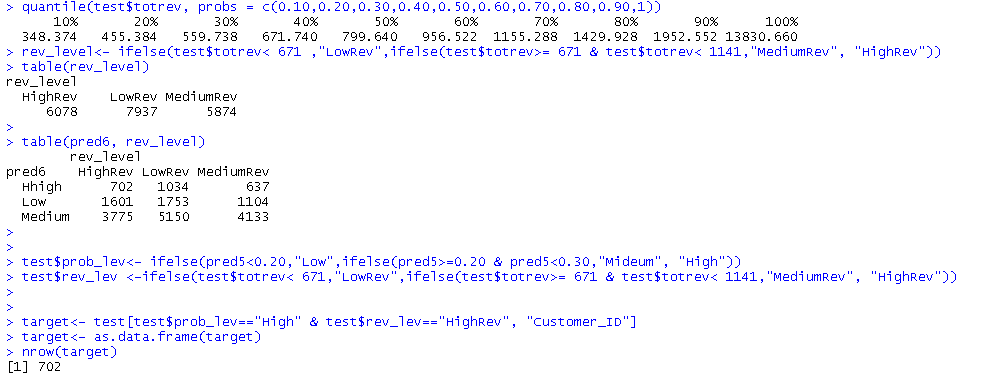 > quantile(test$totrev, probs = c(0.10,0.20,0.30,0.40,0.50,0.60,0.70,0.80,0.90,1))
10% 20% 30% 40% 50% 60% 70% 80% 90% 100%
348.374 455.384 559.738 671.740 799.640 956.522 1155.288 1429.928 1952.552 13830.660
> rev_level<- ifelse(test$totrev< 671 ,"LowRev",ifelse(test$totrev>= 671 & test$totrev< 1141,"MediumRev", "HighRev"))
> table(rev_level)
rev_level
HighRev LowRev MediumRev
6078 7937 5874
>
> table(pred6, rev_level)
rev_level
pred6 HighRev LowRev MediumRev
Hhigh 702 1034 637
Low 1601 1753 1104
Medium 3775 5150 4133
>
>
> test$prob_lev<- ifelse(pred5<0.20,"Low",ifelse(pred5>=0.20 & pred5<0.30,"Mideum", "High"))
> test$rev_lev <-ifelse(test$totrev< 671,"LowRev",ifelse(test$totrev>= 671 & test$totrev< 1141,"MediumRev", "HighRev"))
>
>
> target<- test[test$prob_lev=="High" & test$rev_lev=="HighRev", "Customer_ID"]
> target<- as.data.frame(target)
> nrow(target)
[1] 702